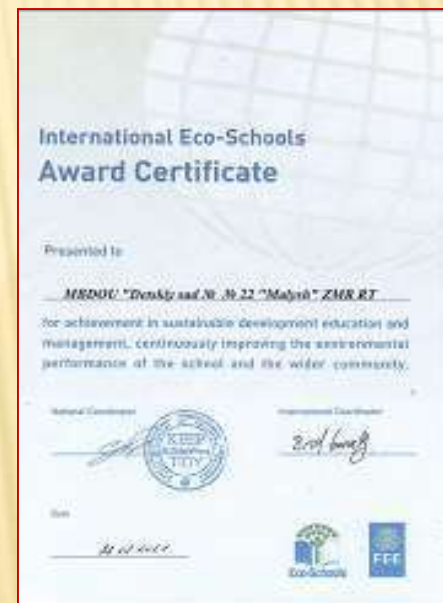 International Eco-Schools
Award Certificate
Presented to
MBDOU "Detskiy sad № № 22 "Malysh" ZMR RT
for achievement in sustainable development education and
management, continuously improving the environmental
performance of the school and the wider community.
National Coordinator
International Coordinator
KEEP
Date
Eco-Schools
FEE